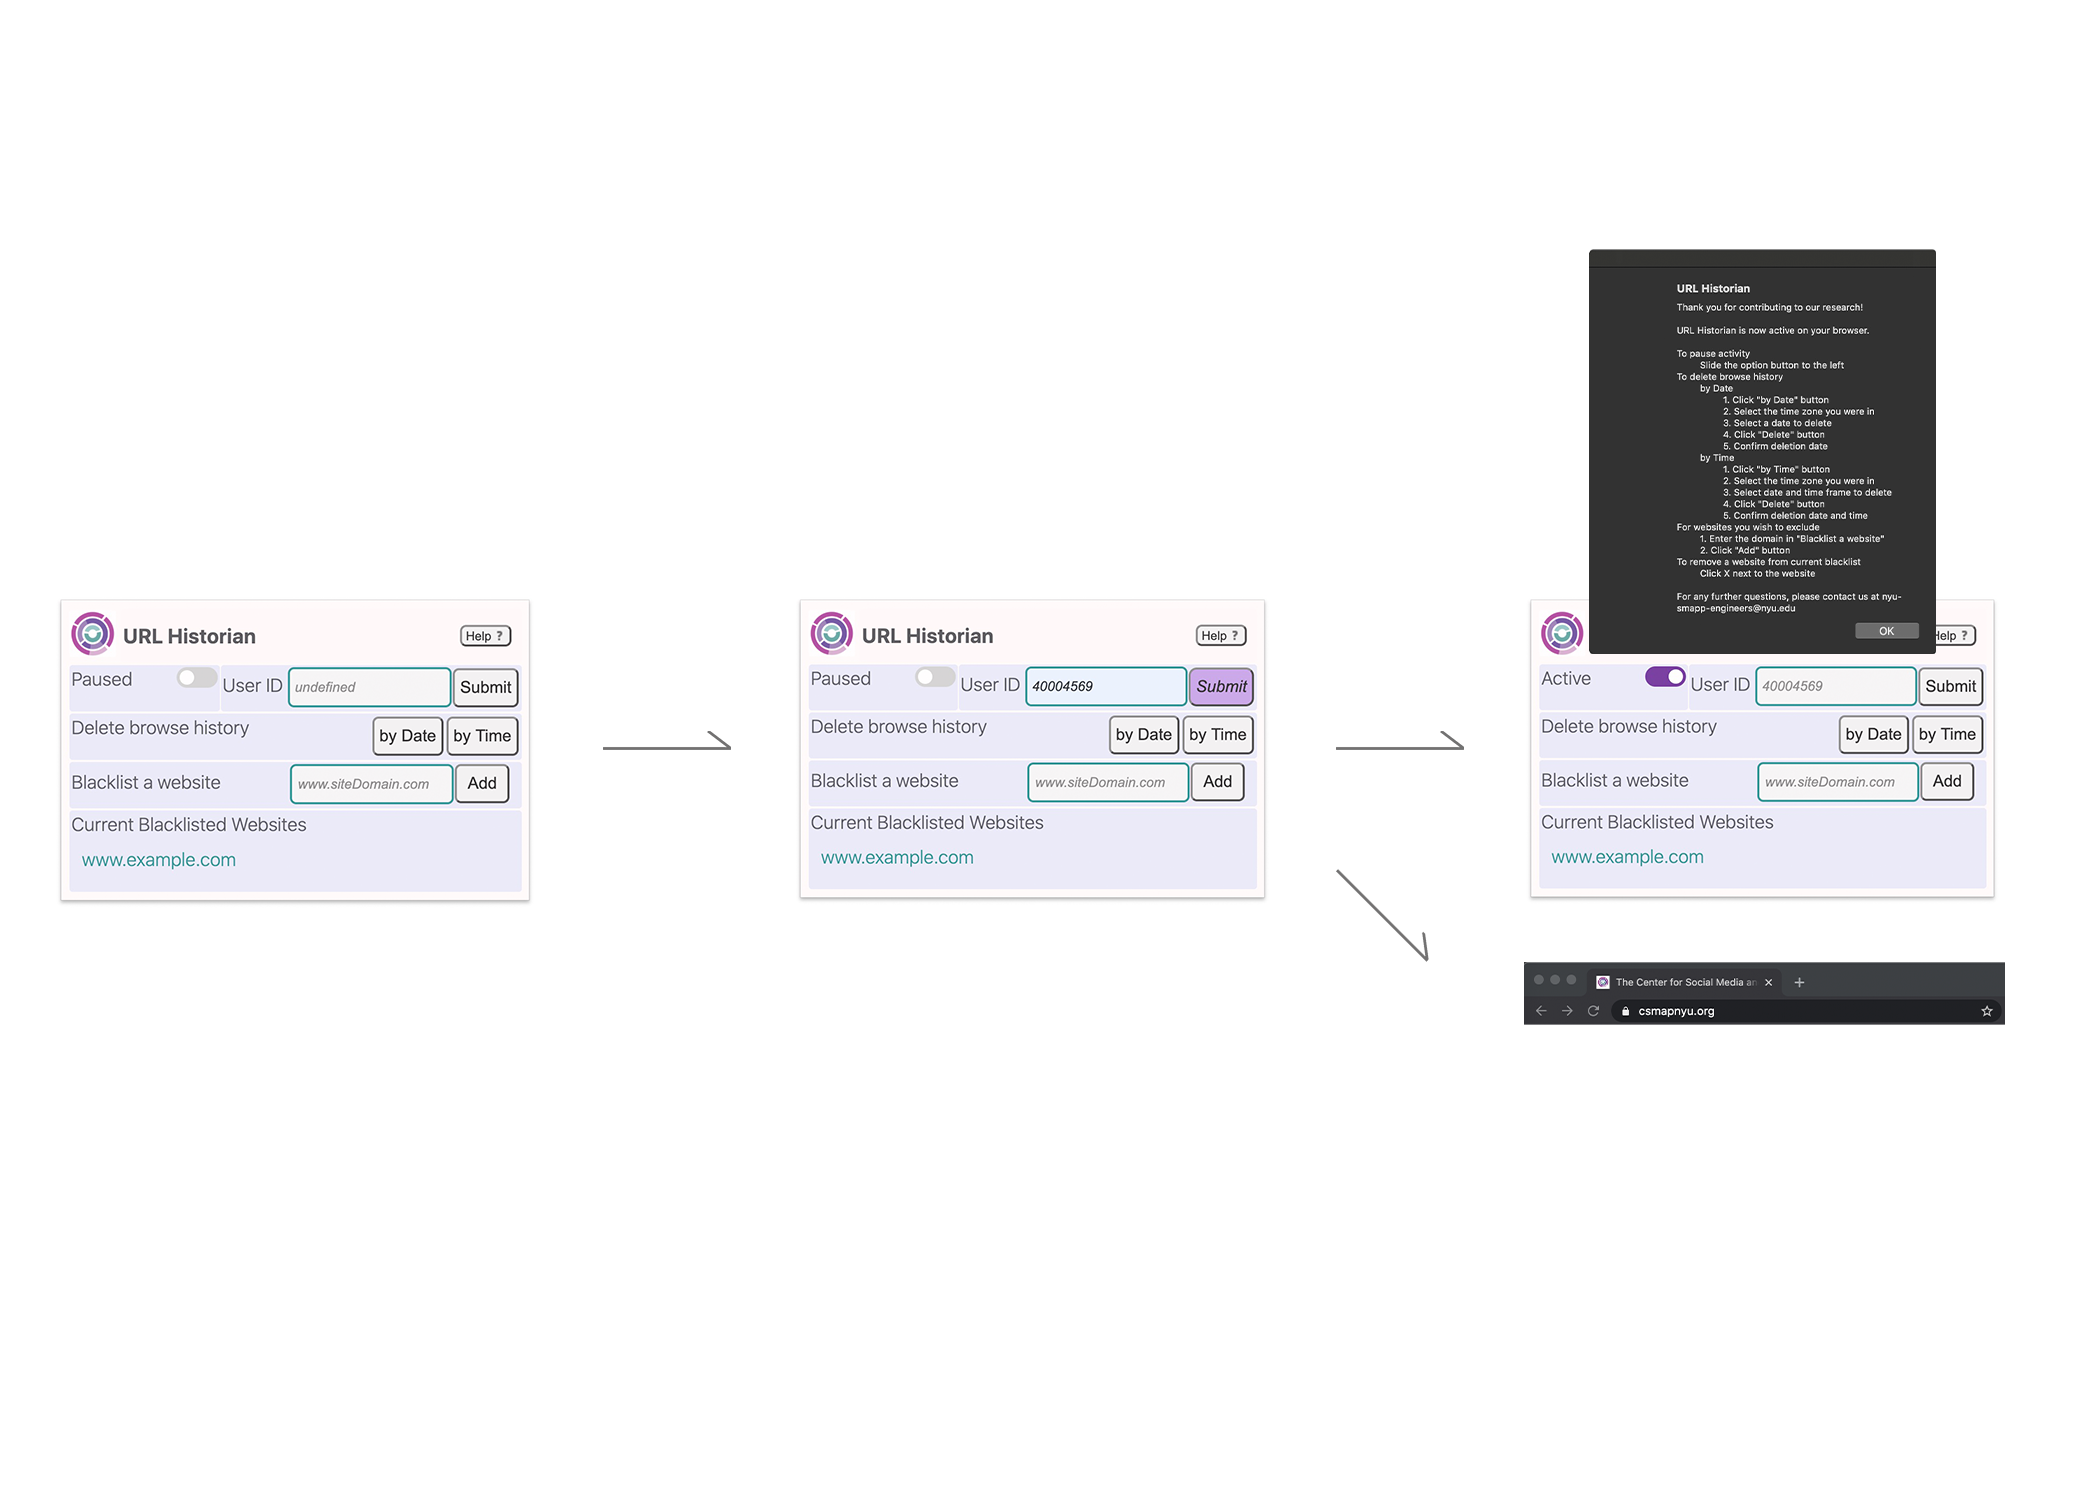 URL Historian
Help ?
Paused
User ID
undefined
Submit
Delete browse history
by Date
by Time
Blacklist a website
www.siteDomain.com
Add
Current Blacklisted Websites
www.example.com
URL Historian
Help ?
Paused
User ID
40004569
Submit
Delete browse history
by Date
by Time
Blacklist a website
www.siteDomain.com
Add
Current Blacklisted Websites
www.example.com
URL Historian
Thank you for contributing to our research!
URL Historian is now active on your browser.
To pause activity
Slide the option button to the left
To delete browse history
by Date
1. Click "by Date" button
2. Select the time zone you were in
3. Select a date to delete
4. Click "Delete" button
5. Confirm deletion date
by Time
1. Click "by Time" button
2. Select the time zone you were in
3. Select date and time frame to delete
4. Click "Delete" button
5. Confirm deletion date and time
For websites you wish to exclude
1. Enter the domain in "Blacklist a website"
2. Click "Add" button
To remove a website from current blacklist
Click X next to the website
For any further questions, please contact us at nyu-
smapp-engineers@nyu.edu
OK
Help ?
Active
User ID
40004569
Submit
Delete browse history
by Date
by Time
Blacklist a website
www.siteDomain.com
Add
Current Blacklisted Websites
www.example.com
The Center for Social Media an
csmapnyu.org